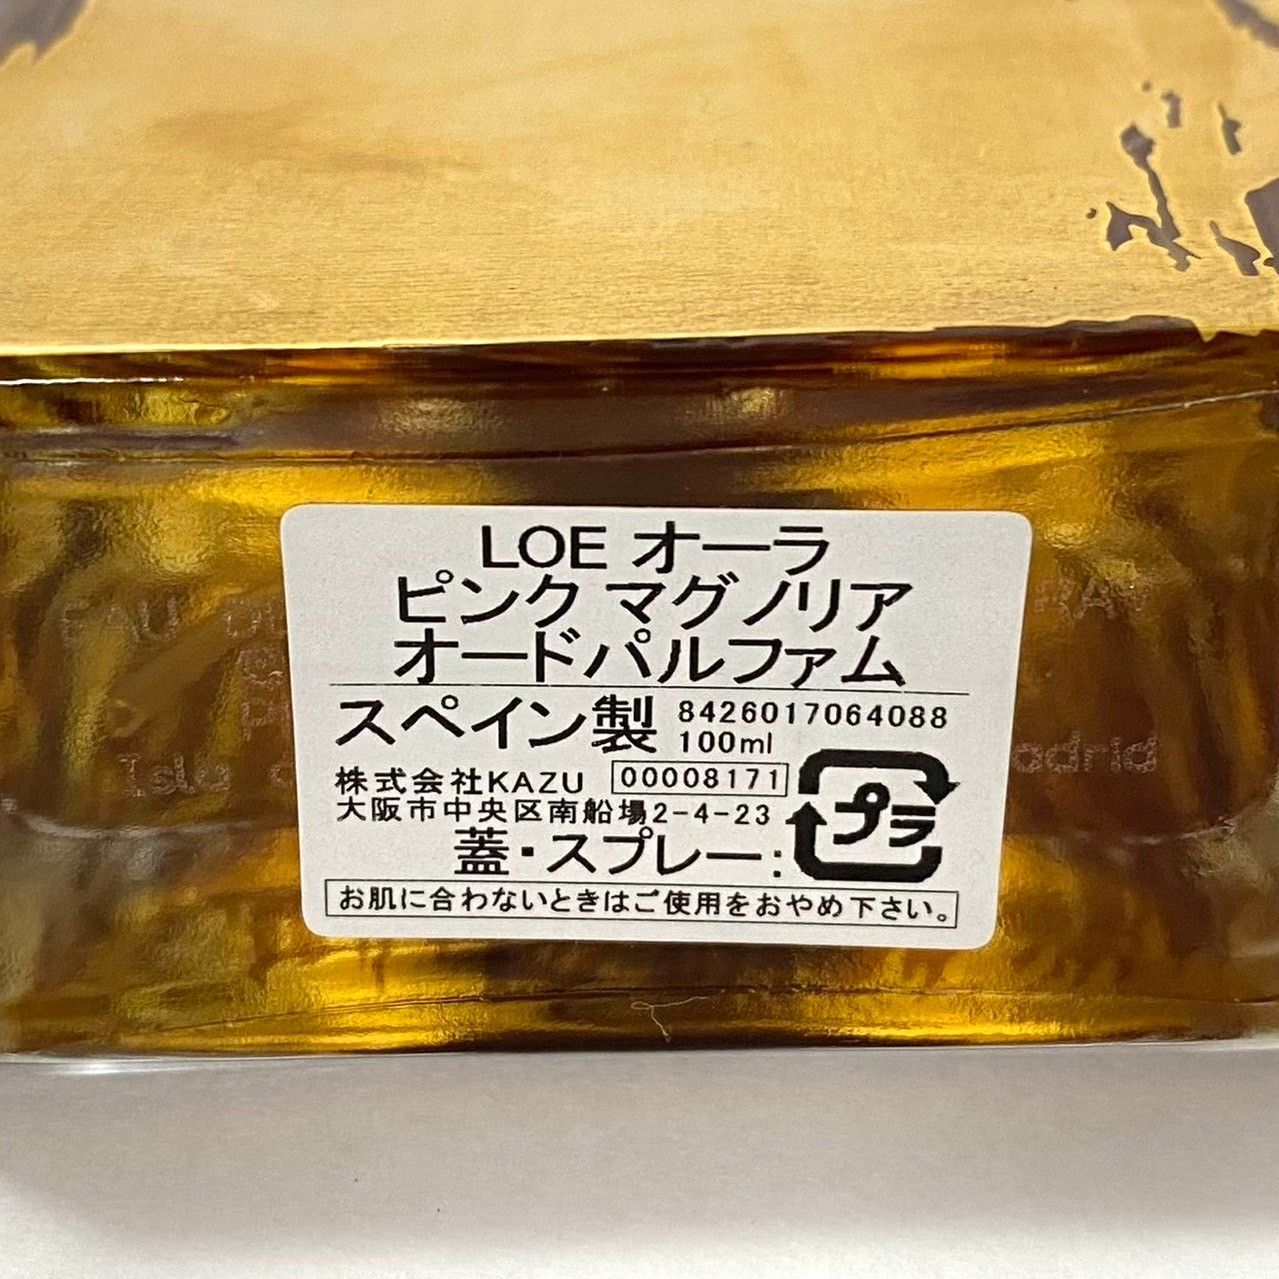 LOE オーラ
ピンク マグノリア
オードパルファム
スペイン製 8426017064088
100ml
株式会社KAZU 00008171
大阪市中央区南船場2-4-23
プラ
蓋・スプレー:
お肌に合わないときはご使用をおやめ下さい。
EAU DE
Isla